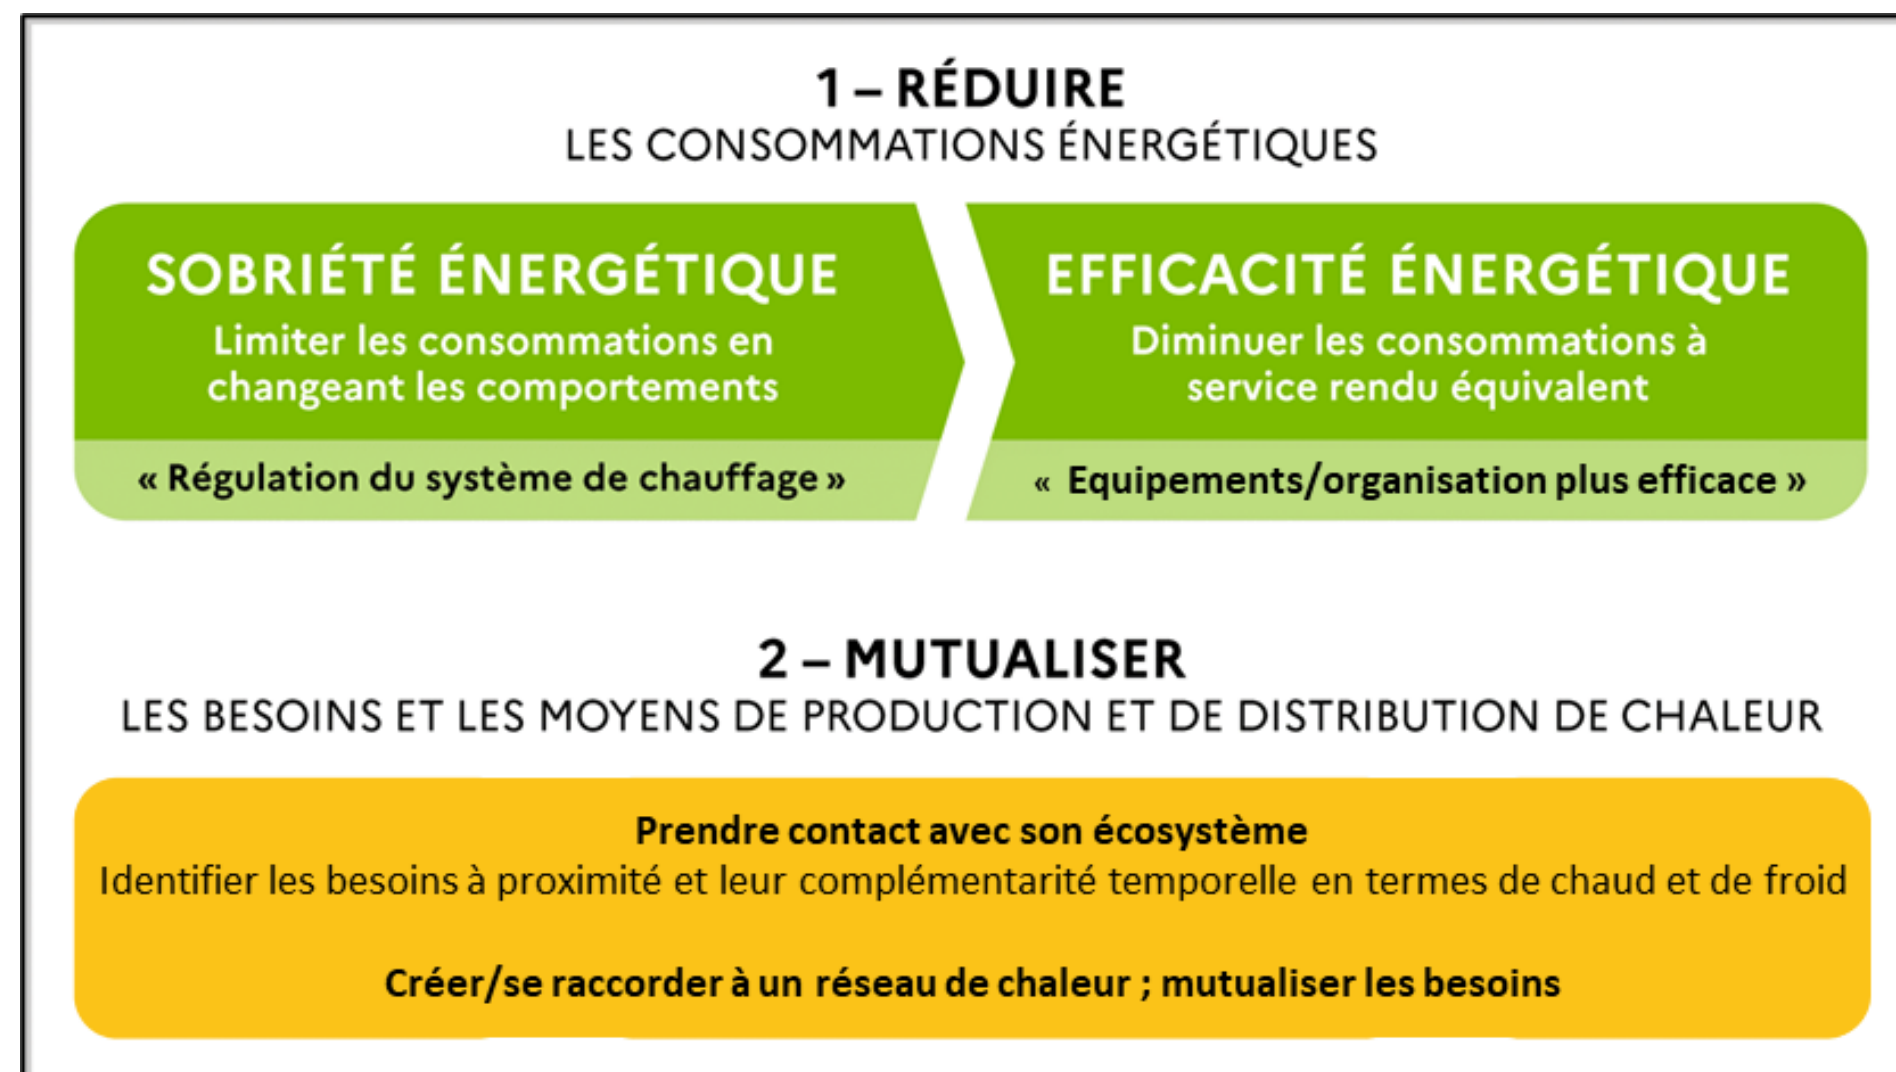 1 – RÉDUIRE
LES CONSOMMATIONS ÉNERGÉTIQUES
SOBRIÉTÉ ÉNERGÉTIQUE
Limiter les consommations en
changeant les comportements
« Régulation du système de chauffage »
EFFICACITÉ ÉNERGÉTIQUE
Diminuer les consommations à
service rendu équivalent
« Equipements/organisation plus efficace »
2 – MUTUALISER
LES BESOINS ET LES MOYENS DE PRODUCTION ET DE DISTRIBUTION DE CHALEUR
Prendre contact avec son écosystème
Identifier les besoins à proximité et leur complémentarité temporelle en termes de chaud et de froid
Créer/se raccorder à un réseau de chaleur ; mutualiser les besoins